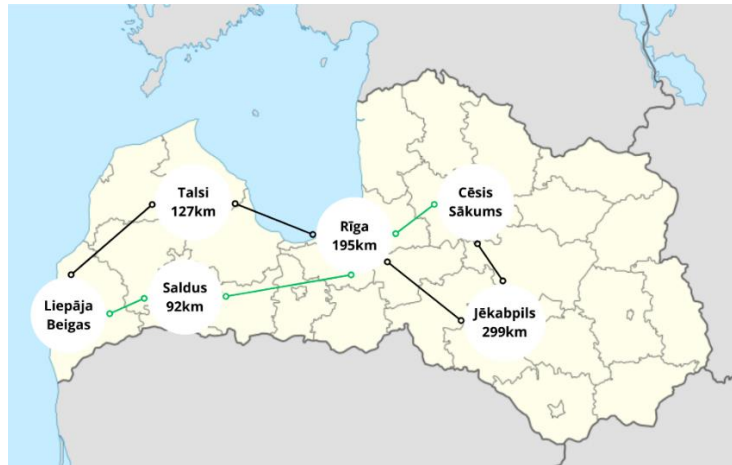 Talsi
127km
Cēsis
Sākums
Rīga
195km
Saldus
92km
Liepāja
Beigas
Jēkabpils
299km